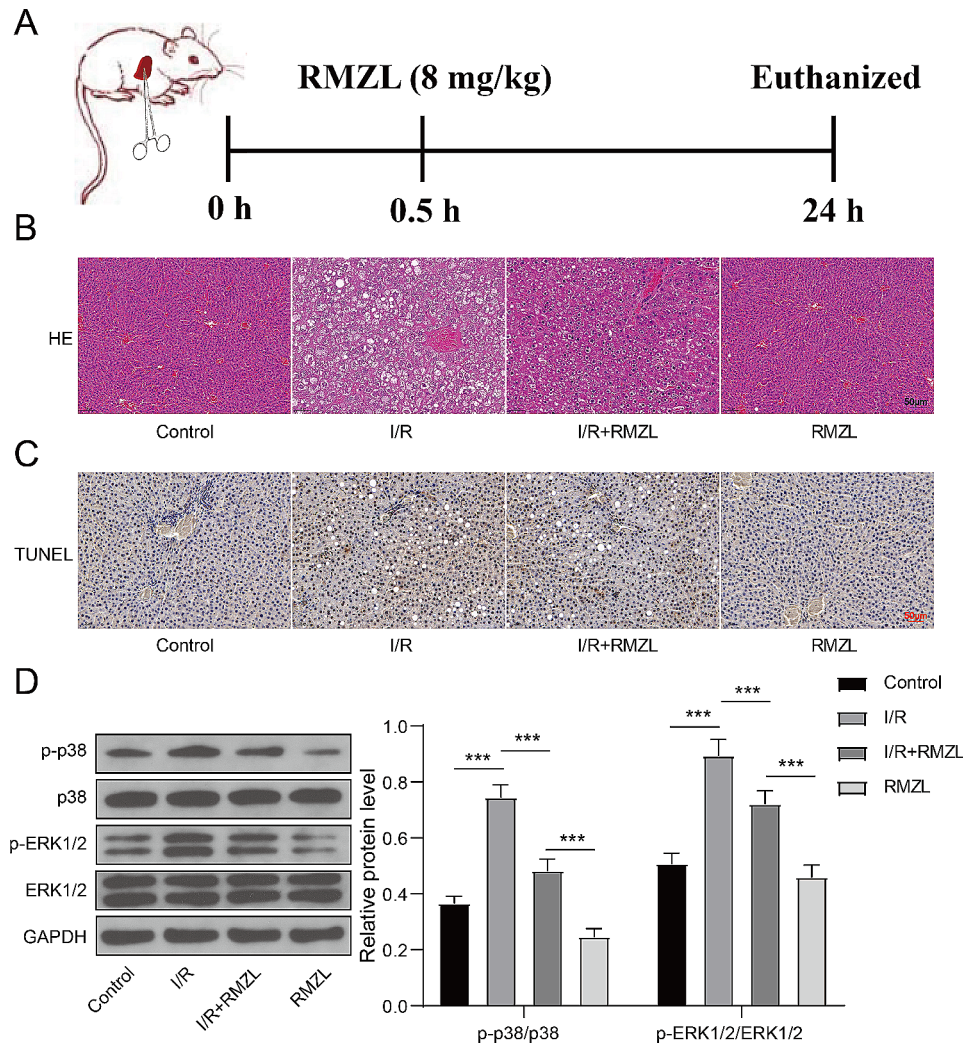 A
RMZL (8 mg/kg)
Euthanized
0 h
0.5 h
24 h
B
HE
50μm
Control
I/R
I/R+RMZL
RMZL
C
TUNEL
50μm
Control
I/R
I/R+RMZL
RMZL
D
p-p38
p38
p-ERK1/2
ERK1/2
GAPDH
Control
I/R
I/R+RMZL
RMZL
Relative protein level
1.0
0.8
0.6
0.4
0.2
0.0
***
***
***
***
***
***
p-p38/p38
p-ERK1/2/ERK1/2
Control
I/R
I/R+RMZL
RMZL